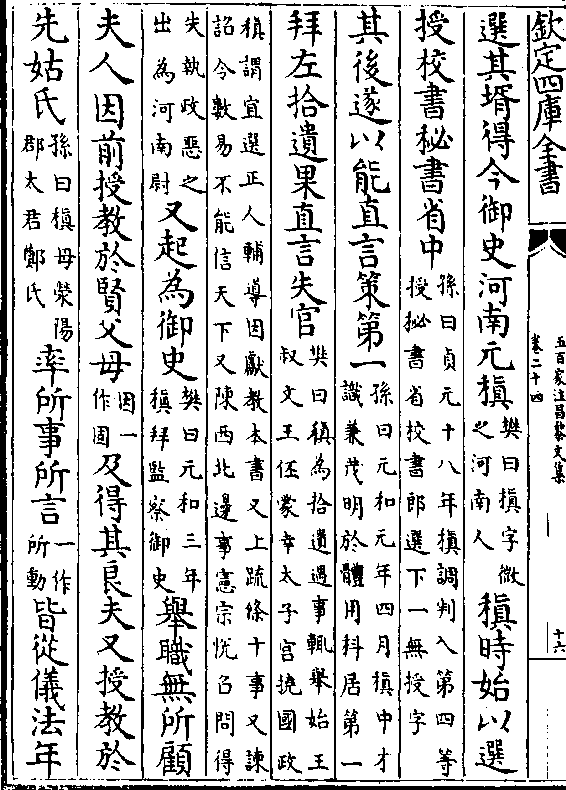 欽定四庫全書
五百家注昌黎文集
卷二十四
十六
選其壻得今御史河南元稹樊曰稹字微之河南人稹時始以選
授校書秘書省中孫曰貞元十八年稹調判入第四等授秘書省校書郎選下一無授字
其後遂以能直言策第一孫曰元和元年四月稹中才識兼茂明於體用科居第一
拜左拾遺果直言失官樊曰稹為拾遺遇事輒舉始王叔文王伾蒙幸太子宫撓國政
稹謂宜選正人輔導因獻教本書又上疏條十事又諫詔今數易不能信天下又陳西北邊事憲宗恱召問得
失執政惡之出為河南尉又起為御史樊曰元和三年稹拜監察御史舉職無所顧
夫人因前授教於賢父母因一作固及得其良夫又授教於
先姑氏孫曰稹母滎陽郡太君鄭氏率所事所言一作所動皆從儀法年